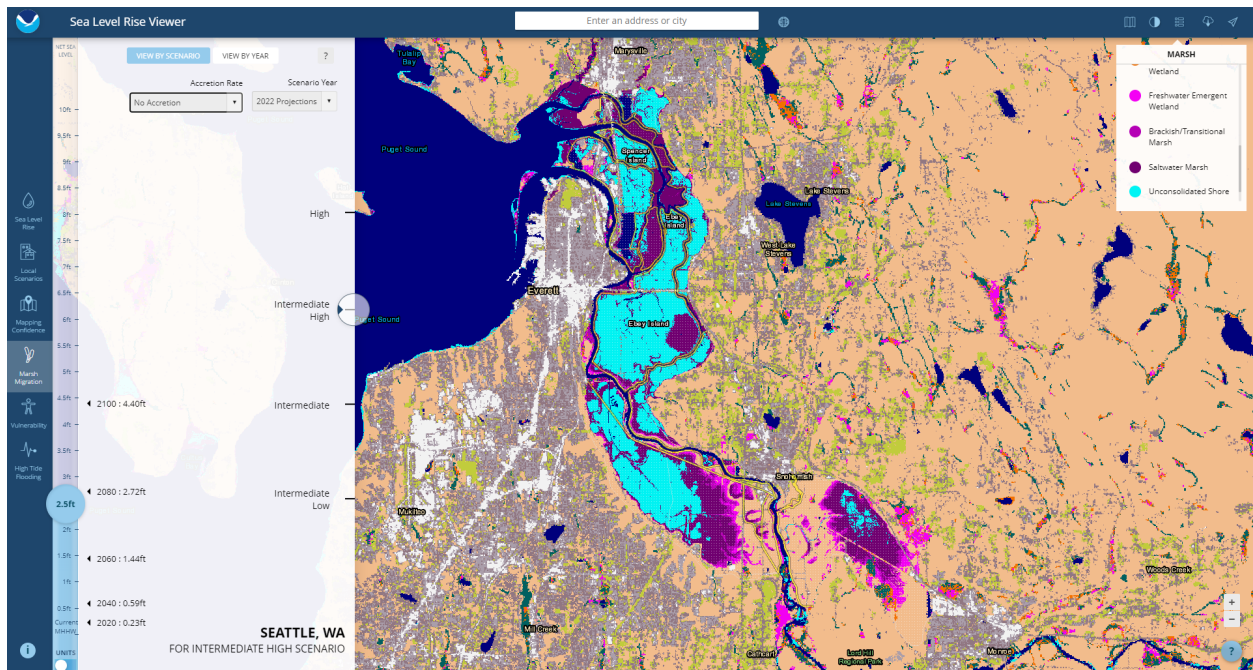 Sea Level Rise Viewer
Enter an address or city
NET SEA
LEVEL
VIEW BY SCENARIO
VIEW BY YEAR
?
Accretion Rate
Scenario Year
No Accretion
2022 Projections
10ft
9.5ft
9ft
8.5ft
8ft
7.5ft
7ft
6.5ft
6ft
5.5ft
5ft
4.5ft
4ft
3.5ft
3ft
2.5ft
2ft
1.5ft
1ft
0.5ft
Current
MHHW
UNITS
Sea Level
Rise
Local
Scenarios
Mapping
Confidence
Marsh
Migration
Vulnerability
High Tide
Flooding
High
Intermediate
High
Intermediate
Intermediate
Low
2100 : 4.40ft
2080 : 2.72ft
2060 : 1.44ft
2040 : 0.59ft
2020 : 0.23ft
SEATTLE, WA
FOR INTERMEDIATE HIGH SCENARIO
Tulalip
Bay
Marysville
Puget Sound
Spencer
Island
Lake Stevens
Lake Stevens
Ebey
Island
West Lake
Stevens
Everett
Puget Sound
Ebey Island
Snohomish
Mukilteo
Woods Creek
Mill Creek
Cathcart
Lord Hill
Regional Park
Monroe
MARSH
Wetland
Freshwater Emergent
Wetland
Brackish/Transitional
Marsh
Saltwater Marsh
Unconsolidated Shore
+
−
?